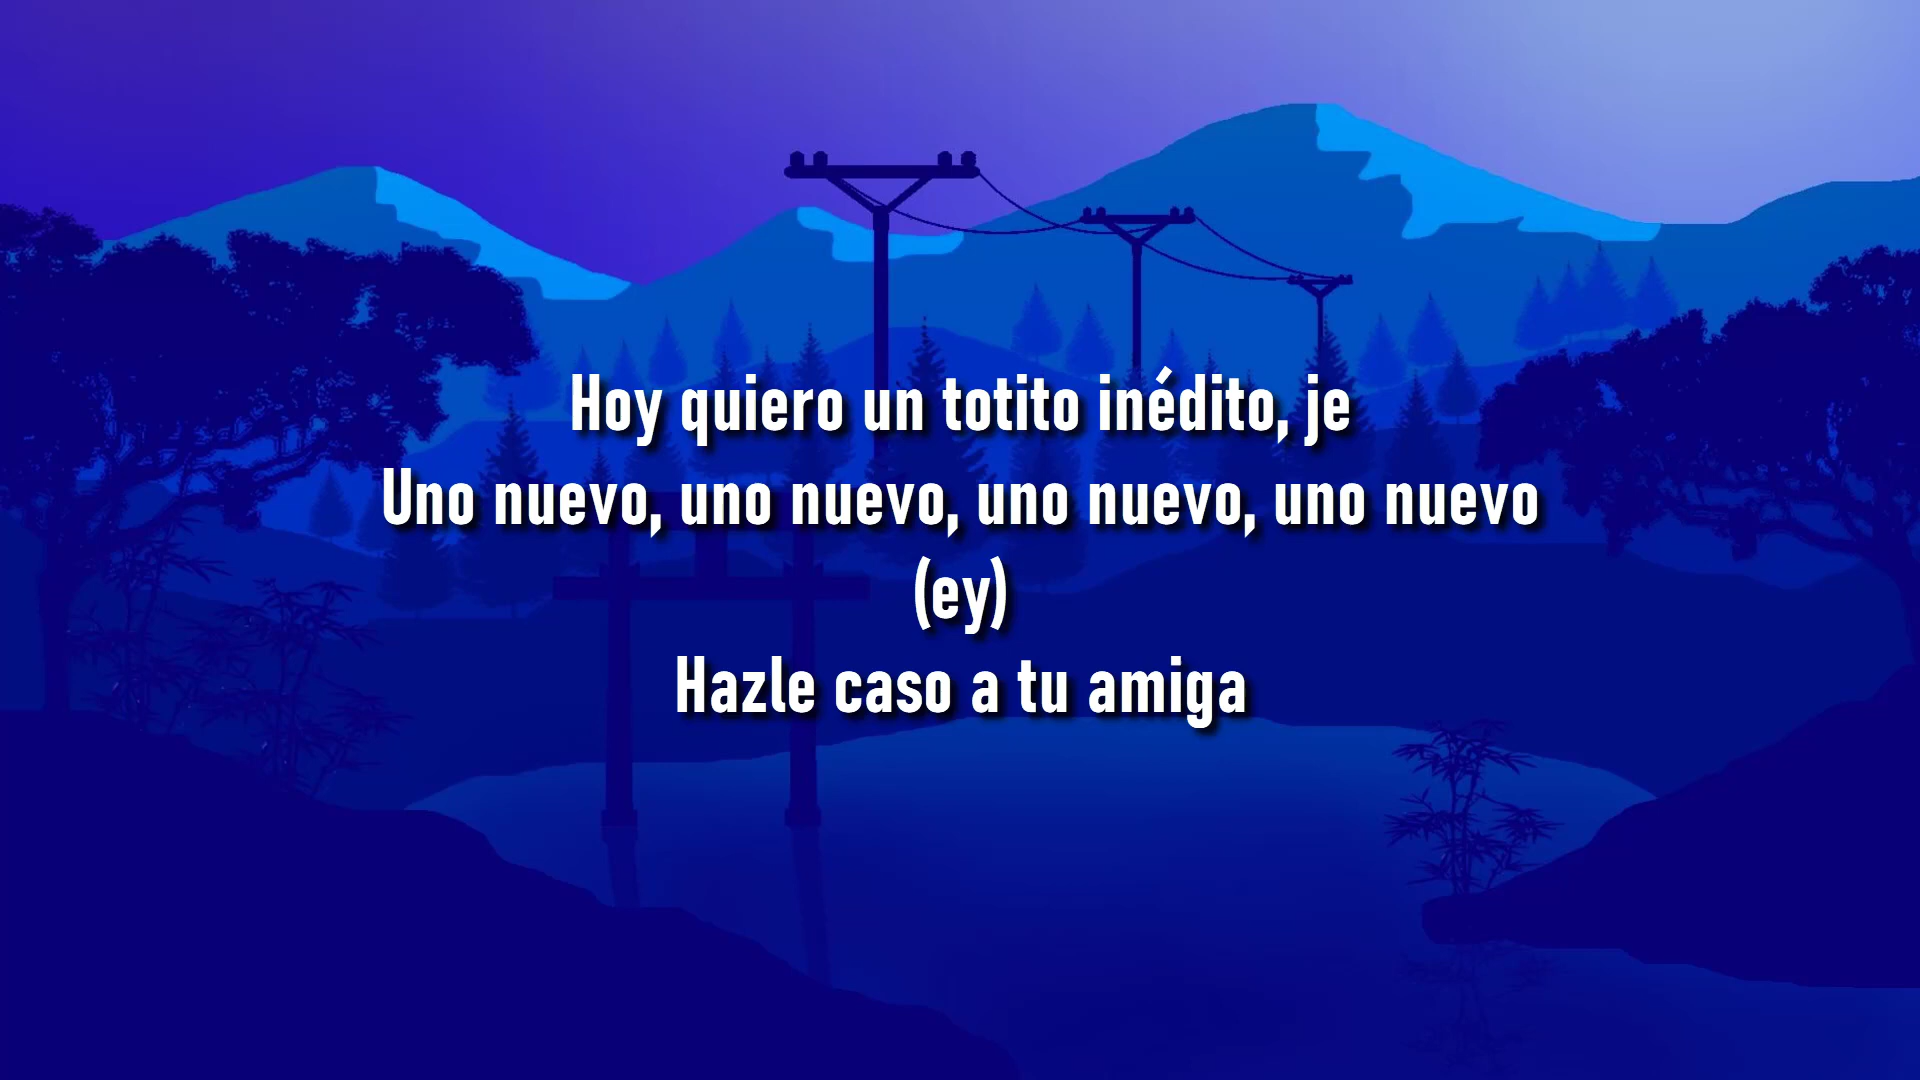 Hoy quiero un totito inédito, je
Uno nuevo, uno nuevo, uno nuevo, uno nuevo
(ey)
Hazle caso a tu amiga